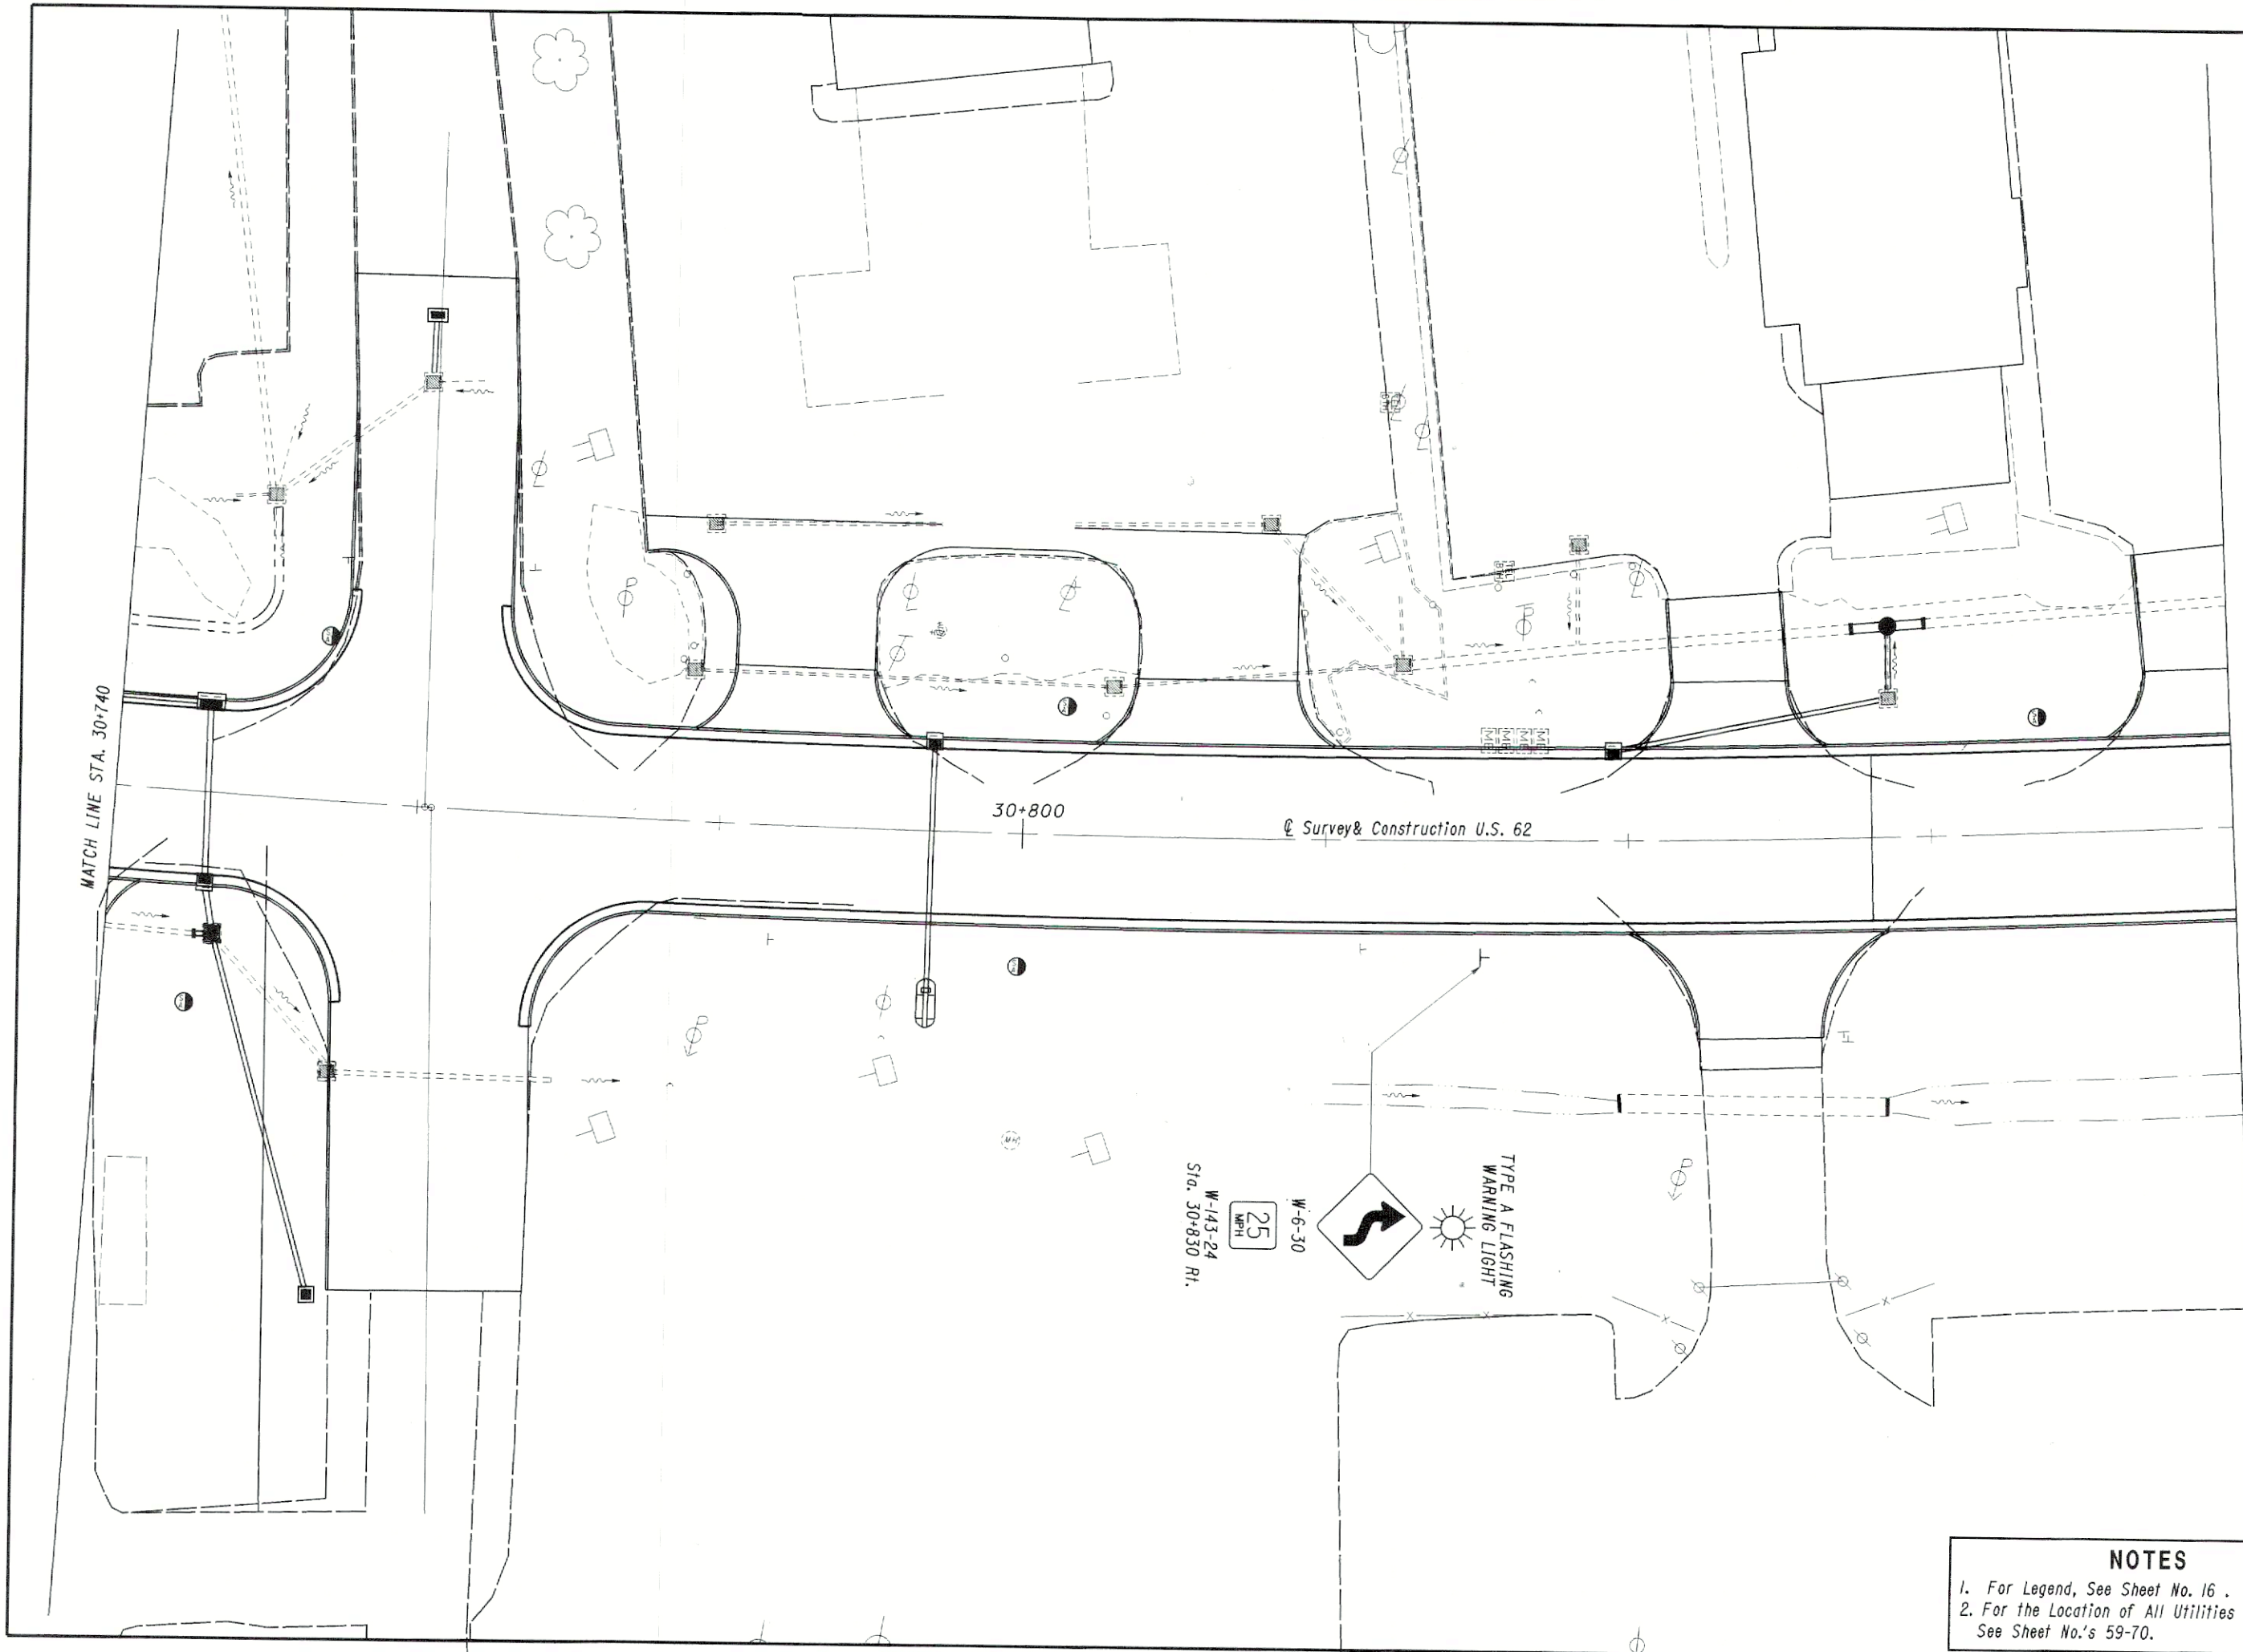 MATCH LINE STA. 30+740
30+800
℄ Survey& Construction U.S. 62
TYPE A FLASHING
WARNING LIGHT
W-6-30
25
MPH
W-143-24
Sta. 30+830 Rt.
NOTES
1. For Legend, See Sheet No. 16 .
2. For the Location of All Utilities
See Sheet No.'s 59-70.